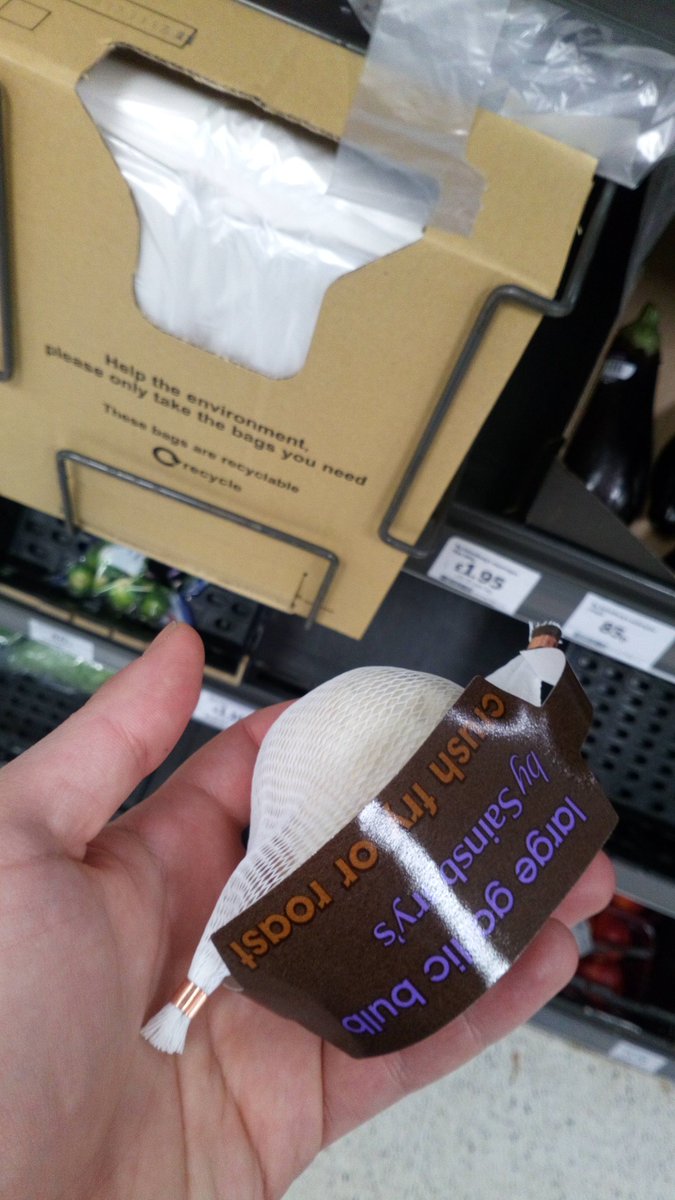 Help the environment,
please only take the bags you need
These bags are recyclable
recycle
£1.95
85p
large garlic bulb
by Sainsbury's
crush fry or roast